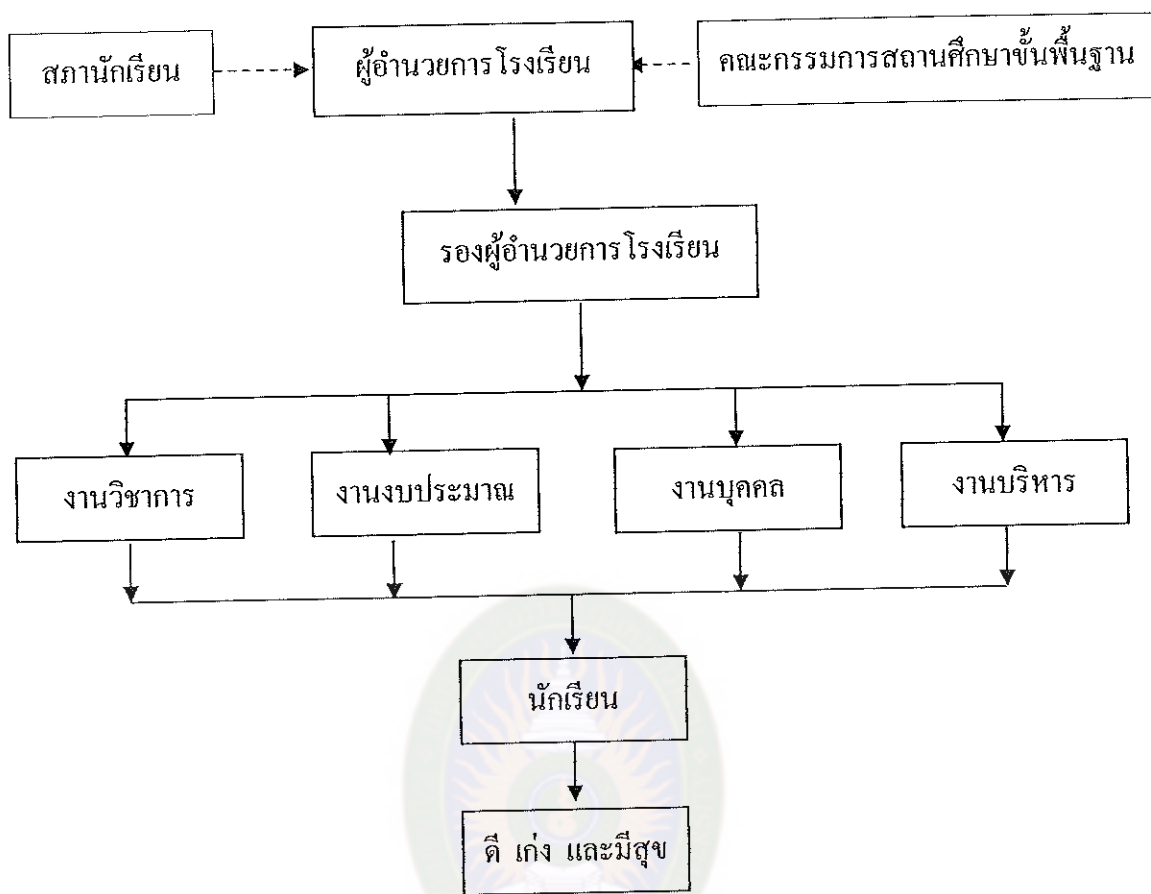 สภานักเรียน
ผู้อำนวยการโรงเรียน
คณะกรรมการสถานศึกษาขั้นพื้นฐาน
รองผู้อำนวยการโรงเรียน
งานวิชาการ
งานงบประมาณ
งานบุคคล
งานบริหาร
นักเรียน
ดี เก่ง และมีสุข